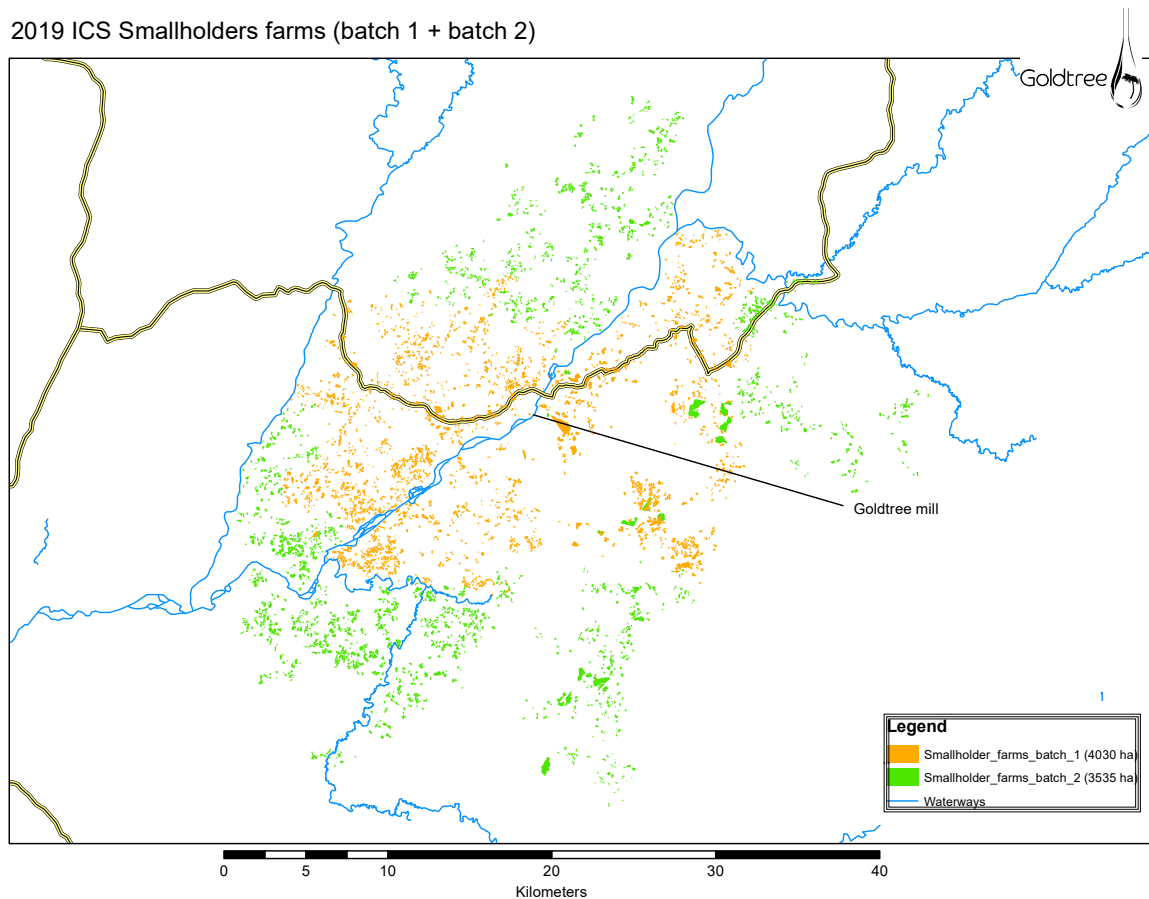 2019 ICS Smallholders farms (batch 1 + batch 2)
Goldtree
Goldtree mill
Legend
Smallholder_farms_batch_1 (4030 ha)
Smallholder_farms_batch_2 (3535 ha)
Waterways
0 5 10 20 30 40
Kilometers